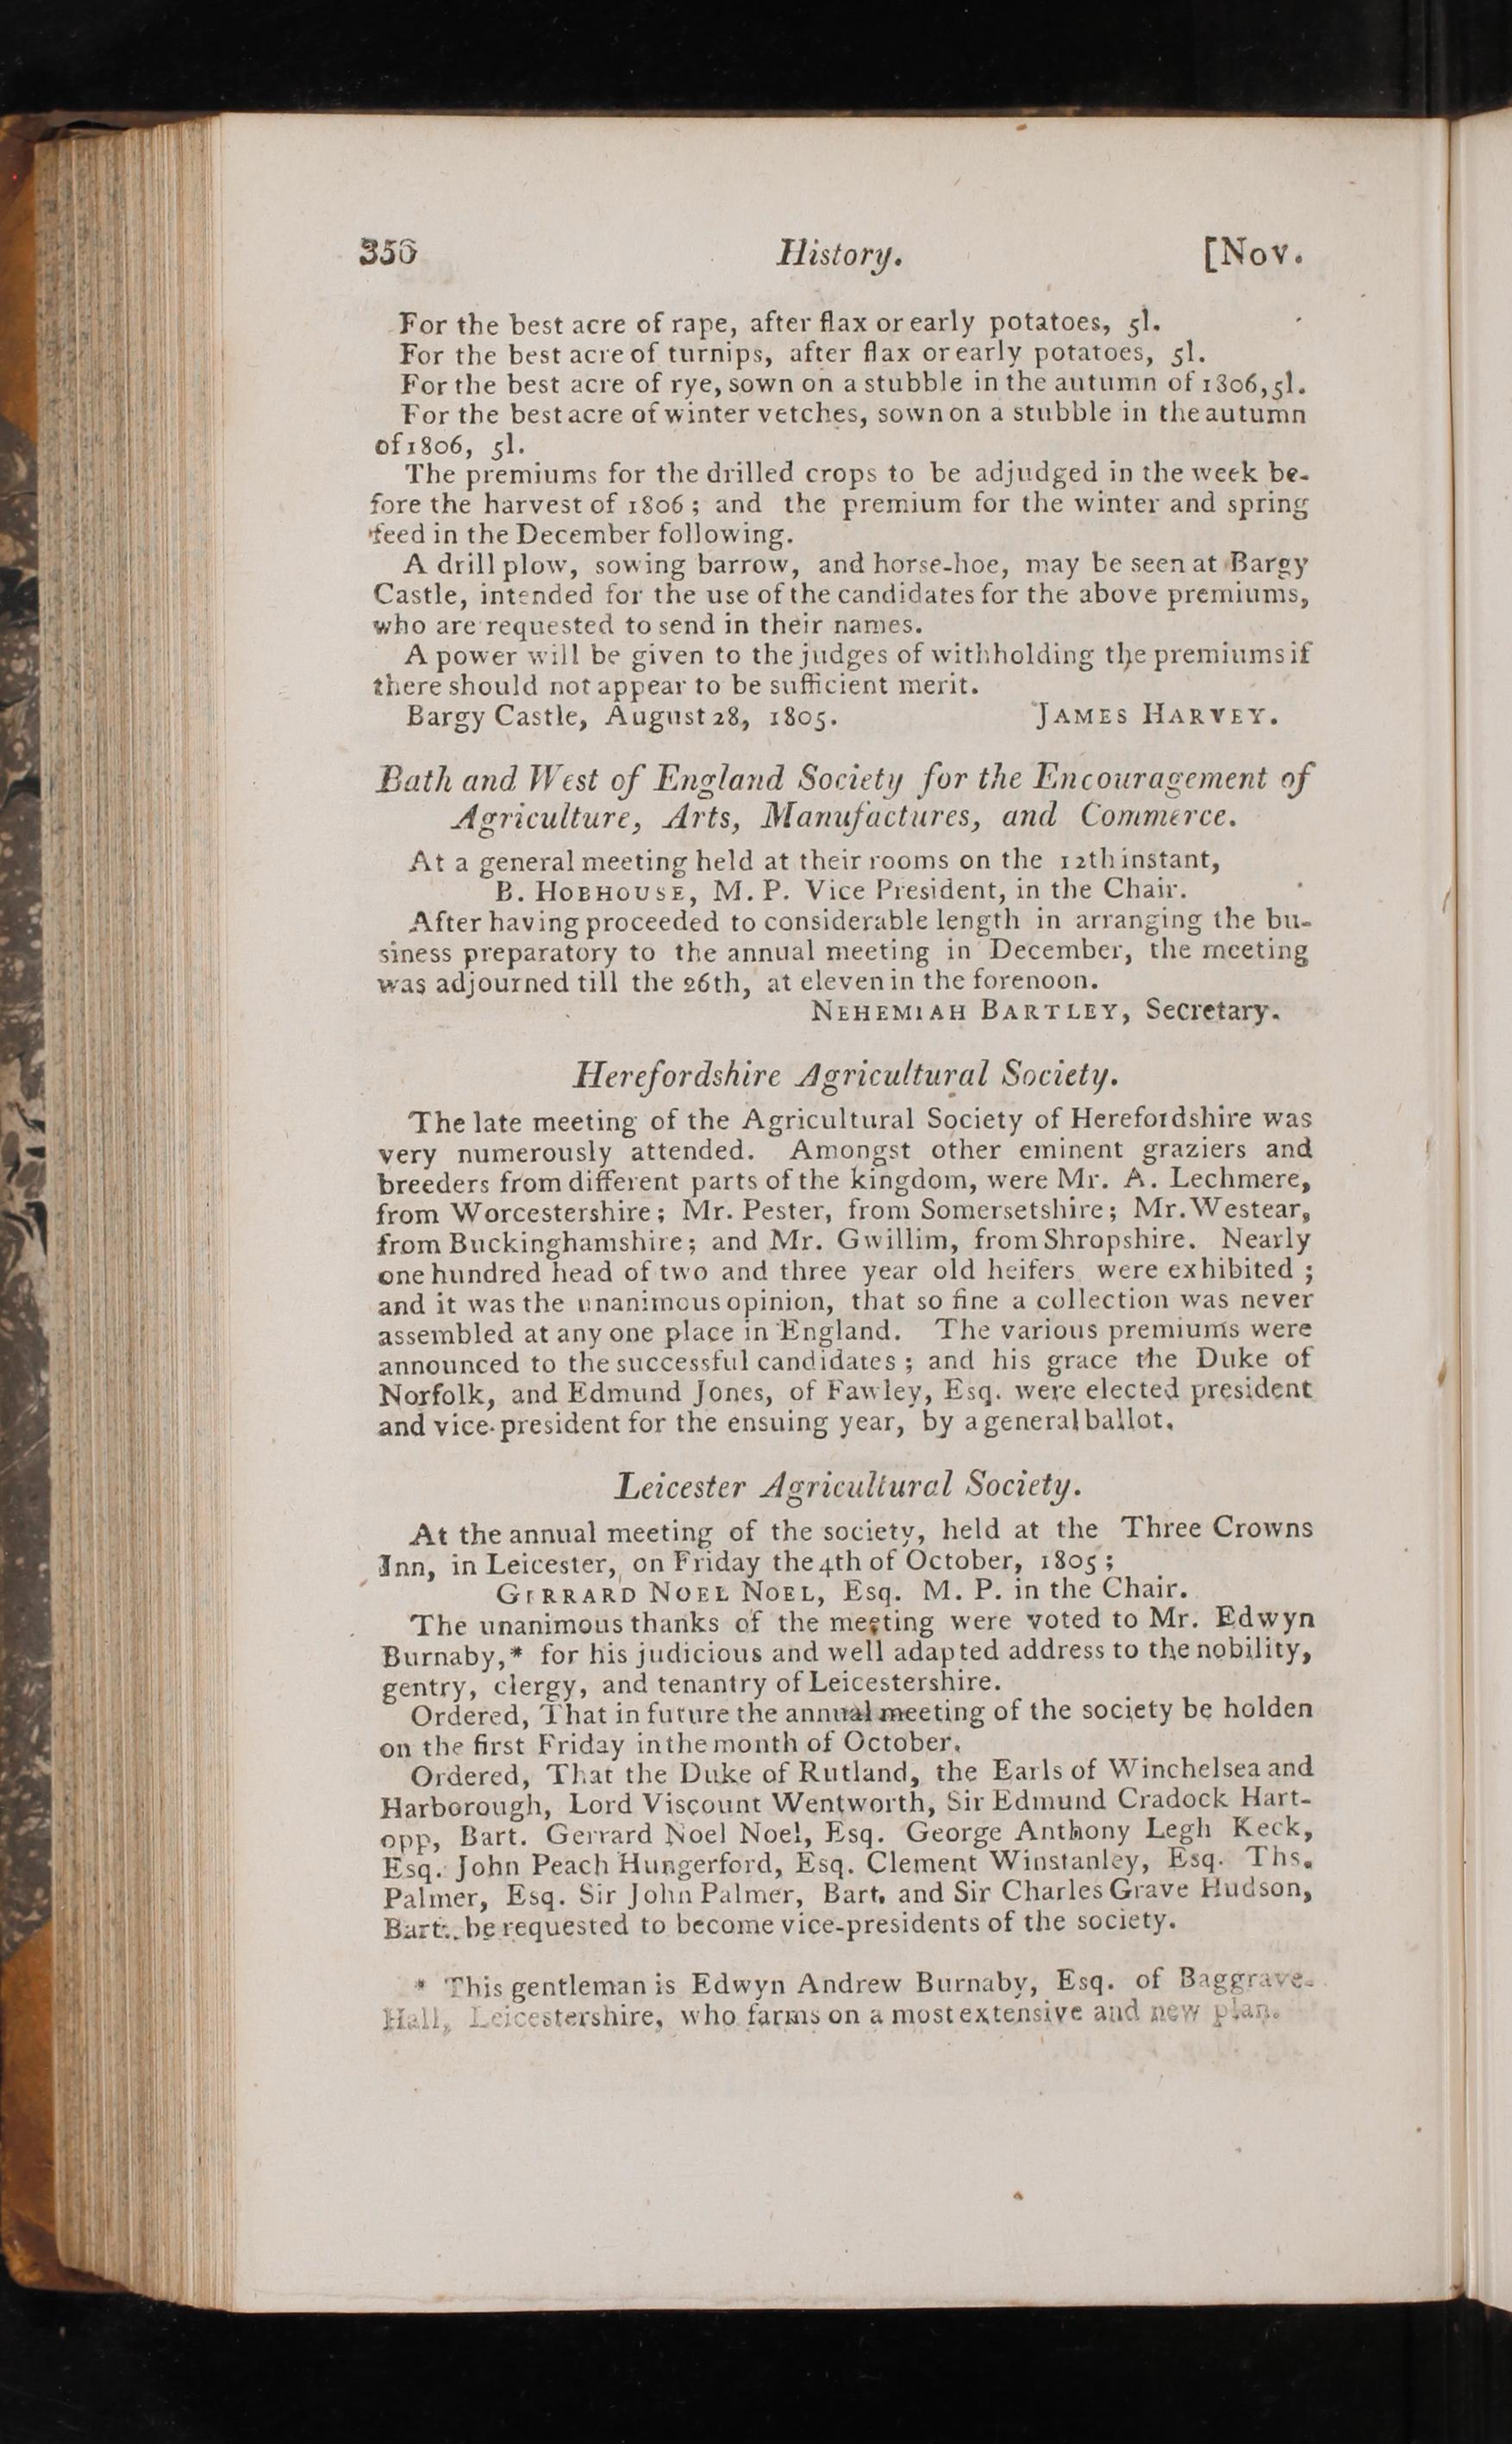 356 History. [Nov.
For the best acre of rape, after flax or early potatoes, 5l.
For the best acre of turnips, after flax or early potatoes, 5l.
For the best acre of rye, sown on a stubble in the autumn of 1806, 5l.
For the best acre of winter vetches, sown on a stubble in the autumn
of 1806, 5l.
The premiums for the drilled crops to be adjudged in the week be-
fore the harvest of 1806; and the premium for the winter and spring
feed in the December following.
A drill plow, sowing barrow, and horse-hoe, may be seen at Bargy
Castle, intended for the use of the candidates for the above premiums,
who are requested to send in their names.
A power will be given to the judges of withholding the premiums if
there should not appear to be sufficient merit.
Bargy Castle, August 28, 1805. JAMES HARVEY.
Bath and West of England Society for the Encouragement of
Agriculture, Arts, Manufactures, and Commerce.
At a general meeting held at their rooms on the 12th instant,
B. HOBHOUSE, M. P. Vice President, in the Chair.
After having proceeded to considerable length in arranging the bu-
siness preparatory to the annual meeting in December, the meeting
was adjourned till the 26th, at eleven in the forenoon.
NEHEMIAH BARTLEY, Secretary.
Herefordshire Agricultural Society.
The late meeting of the Agricultural Society of Herefordshire was
very numerously attended. Amongst other eminent graziers and
breeders from different parts of the kingdom, were Mr. A. Lechmere,
from Worcestershire; Mr. Pester, from Somersetshire; Mr. Westear,
from Buckinghamshire; and Mr. Gwillim, from Shropshire. Nearly
one hundred head of two and three year old heifers were exhibited ;
and it was the unanimous opinion, that so fine a collection was never
assembled at any one place in England. The various premiums were
announced to the successful candidates ; and his grace the Duke of
Norfolk, and Edmund Jones, of Fawley, Esq. were elected president
and vice-president for the ensuing year, by a general ballot.
Leicester Agricultural Society.
At the annual meeting of the society, held at the Three Crowns
Inn, in Leicester, on Friday the 4th of October, 1805 ;
GERRARD NOEL NOEL, Esq. M. P. in the Chair.
The unanimous thanks of the meeting were voted to Mr. Edwyn
Burnaby,* for his judicious and well adapted address to the nobility,
gentry, clergy, and tenantry of Leicestershire.
Ordered, That in future the annual meeting of the society be holden
on the first Friday in the month of October.
Ordered, That the Duke of Rutland, the Earls of Winchelsea and
Harborough, Lord Viscount Wentworth, Sir Edmund Cradock Hart-
opp, Bart. Gerrard Noel Noel, Esq. George Anthony Legh Keck,
Esq. John Peach Hungerford, Esq. Clement Winstanley, Esq. Ths.
Palmer, Esq. Sir John Palmer, Bart. and Sir Charles Grave Hudson,
Bart. be requested to become vice-presidents of the society.
* This gentleman is Edwyn Andrew Burnaby, Esq. of Baggrave-
Hall, Leicestershire, who farms on a most extensive and new plan.